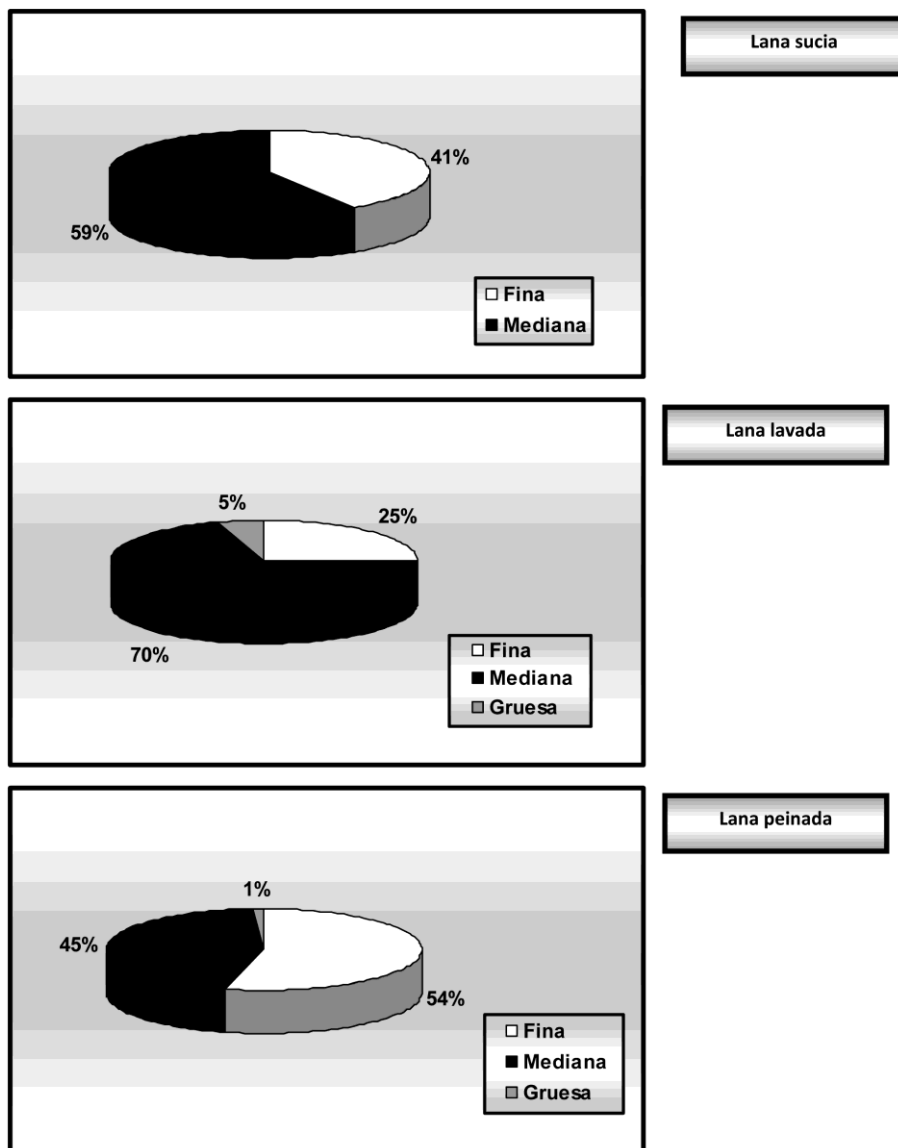 Lana sucia
41%
59%
Fina
Mediana
Lana lavada
5%
25%
70%
Fina
Mediana
Gruesa
Lana peinada
1%
45%
54%
Fina
Mediana
Gruesa